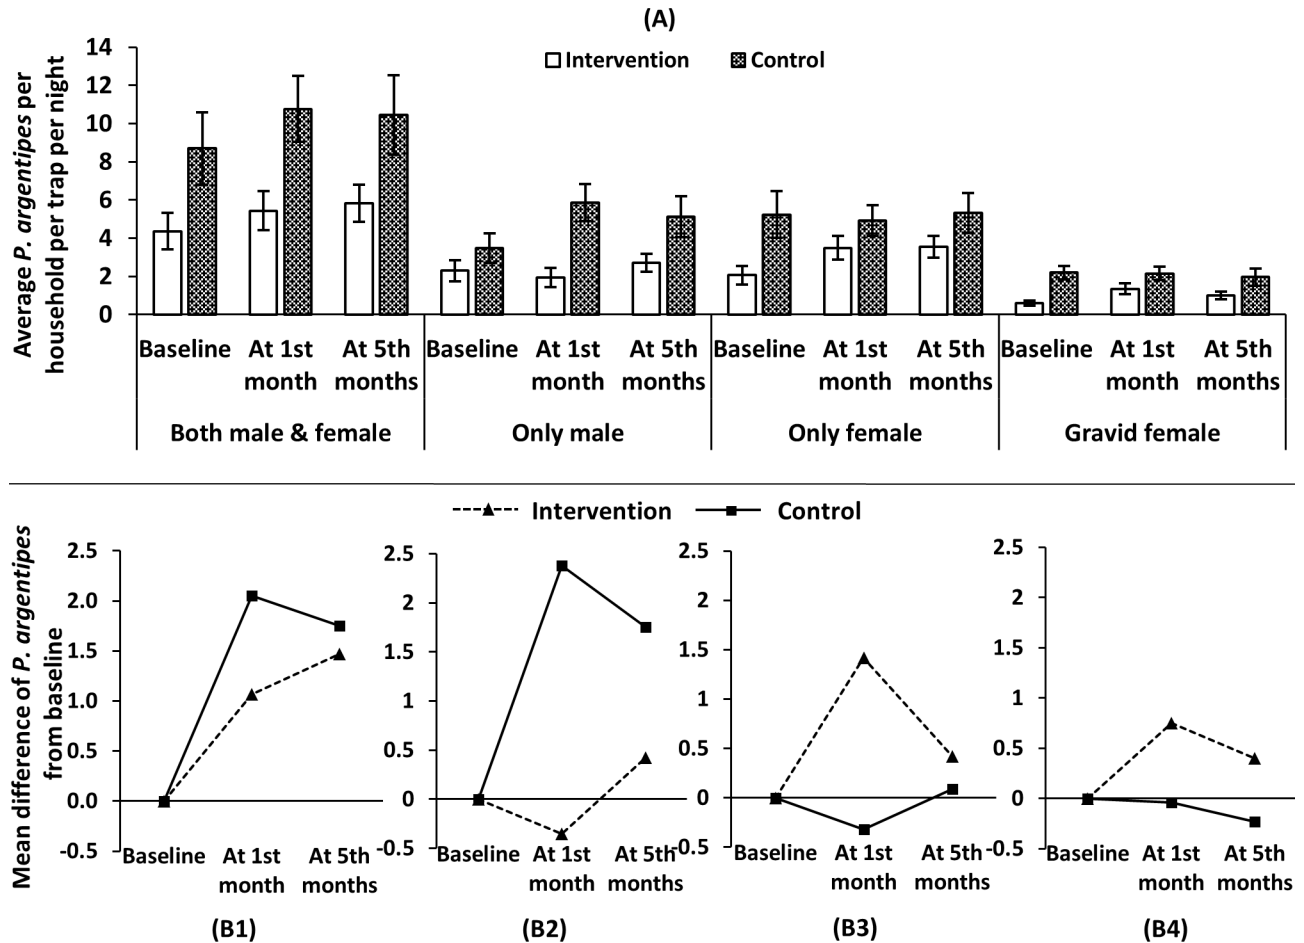 (A)
Average P. argentipes per
household per trap per night
14
12
10
8
6
4
2
0
Intervention Control
Baseline At 1st At 5th Baseline At 1st At 5th Baseline At 1st At 5th Baseline At 1st At 5th
month months month months month months month months
Both male & female Only male Only female Gravid female
Intervention Control
Mean difference of P. argentipes
from baseline
2.5
2.0
1.5
1.0
0.5
0.0
-0.5
Baseline At 1st At 5th
month months
(B1)
2.5
2
1.5
1
0.5
0
-0.5
Baseline At 1st At 5th
month months
(B2)
2.5
2
1.5
1
0.5
0
-0.5
Baseline At 1st At 5th
month months
(B3)
2.5
2
1.5
1
0.5
0
-0.5
Baseline At 1st At 5th
month months
(B4)